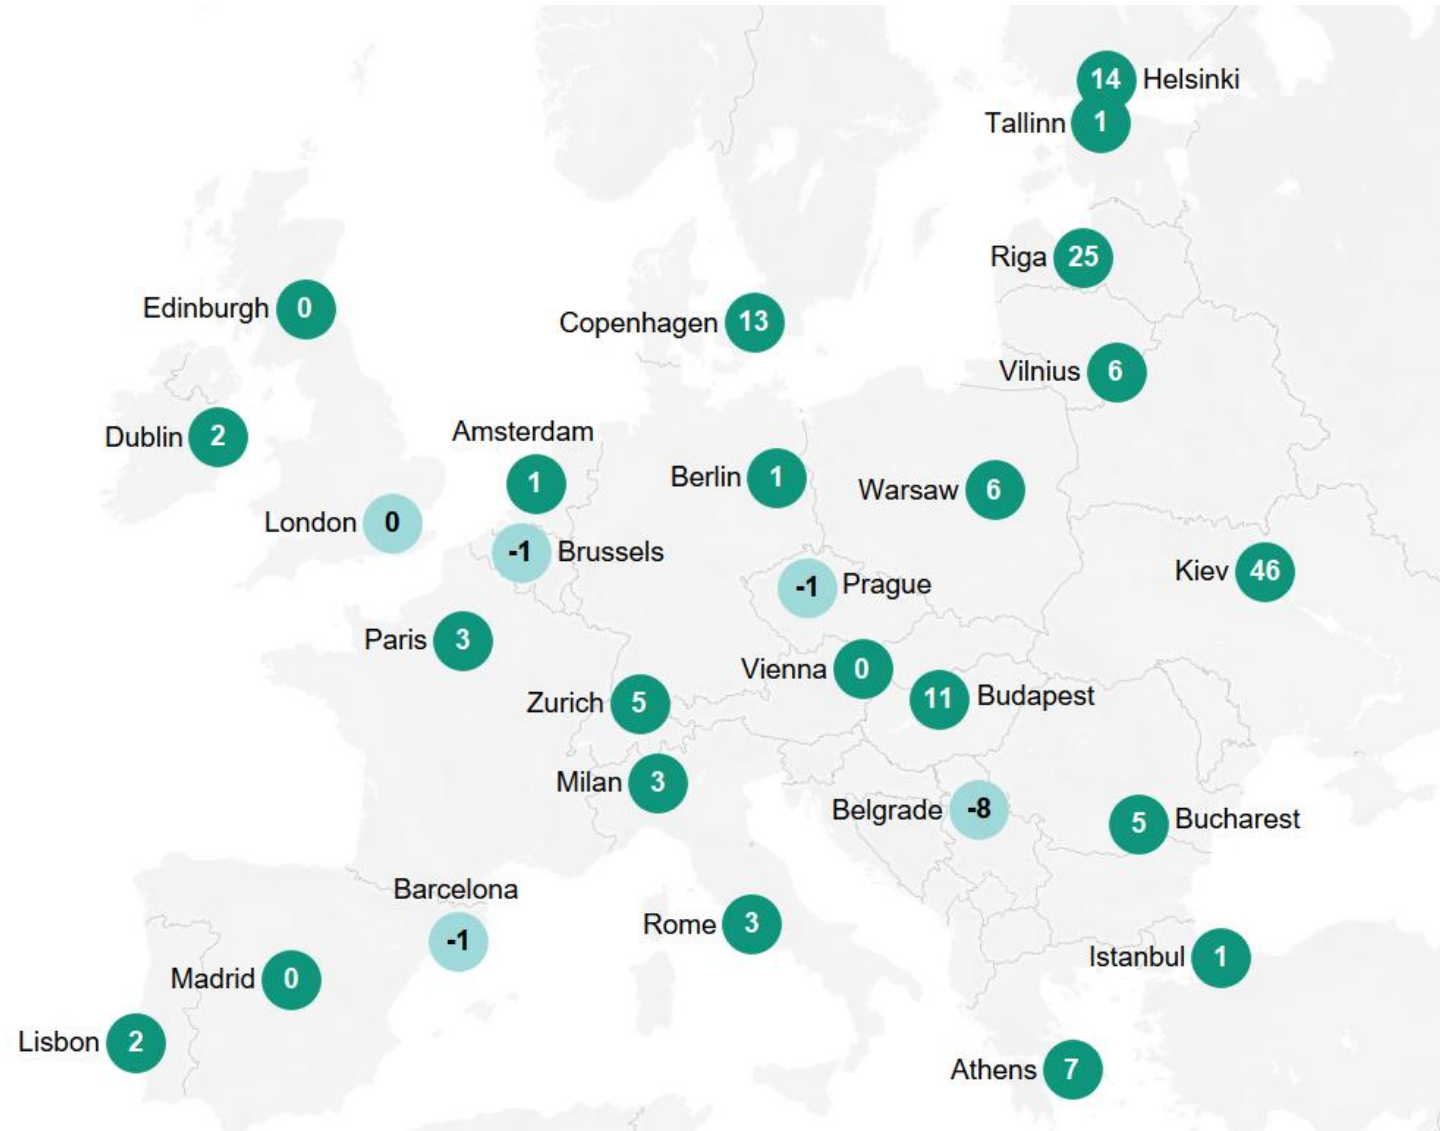 14 Helsinki
Tallinn 1
Riga 25
Edinburgh 0
Copenhagen 13
Vilnius 6
Dublin 2
Amsterdam
1
Berlin 1
Warsaw 6
London 0
-1 Brussels
Kiev 46
-1 Prague
Paris 3
Vienna 0
11 Budapest
Zurich 5
Milan 3
Belgrade -8
5 Bucharest
Barcelona
-1
Rome 3
Istanbul 1
Madrid 0
Lisbon 2
Athens 7